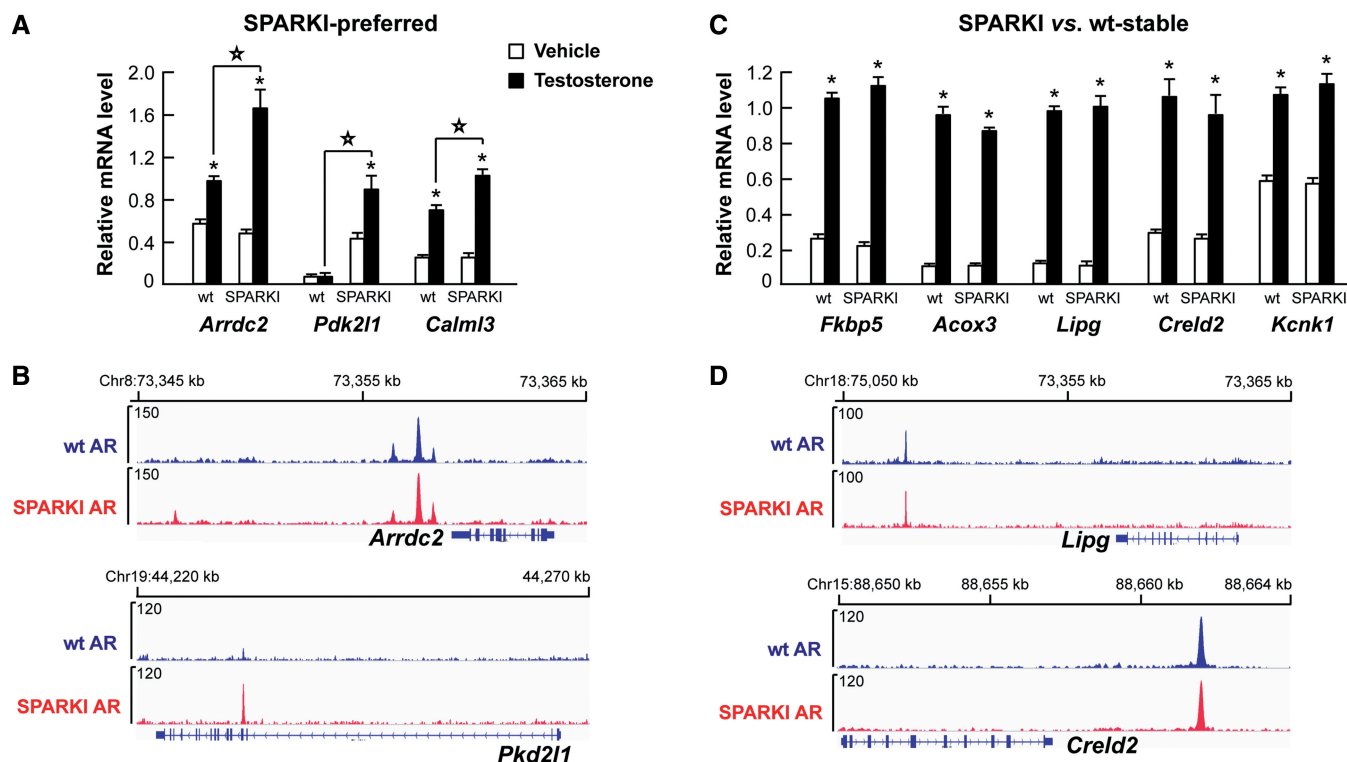 A
SPARKI-preferred
☆
Vehicle
Testosterone
Relative mRNA level
2.0
1.6
1.2
0.8
0.4
0
* * * * *
☆ ☆
wt SPARKI wt SPARKI wt SPARKI
Arrdc2 Pdk2l1 Calml3
C
SPARKI vs. wt-stable
Relative mRNA level
1.2
1.0
0.8
0.6
0.4
0.2
0
* * * * * * * * * *
wt SPARKI wt SPARKI wt SPARKI wt SPARKI wt SPARKI
Fkbp5 Acox3 Lipg Creld2 Kcnk1
B
Chr8:73,345 kb 73,355 kb 73,365 kb
150
wt AR
150
SPARKI AR
Arrdc2
Chr19:44,220 kb 44,270 kb
120
wt AR
120
SPARKI AR
Pkd2l1
D
Chr18:75,050 kb 73,355 kb 73,365 kb
100
wt AR
100
SPARKI AR
Lipg
Chr15:88,650 kb 88,655 kb 88,660 kb 88,664 kb
120
wt AR
120
SPARKI AR
Creld2